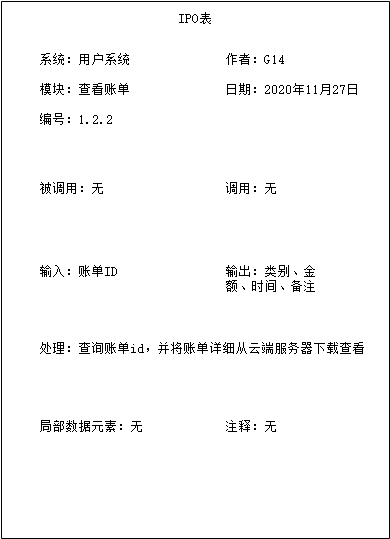 IPO表
系统：用户系统
作者：G14
模块：查看账单
日期：2020年11月27日
编号：1.2.2
被调用：无
调用：无
输入：账单ID
输出：类别、金
额、时间、备注
处理：查询账单id，并将账单详细从云端服务器下载查看
局部数据元素：无
注释：无